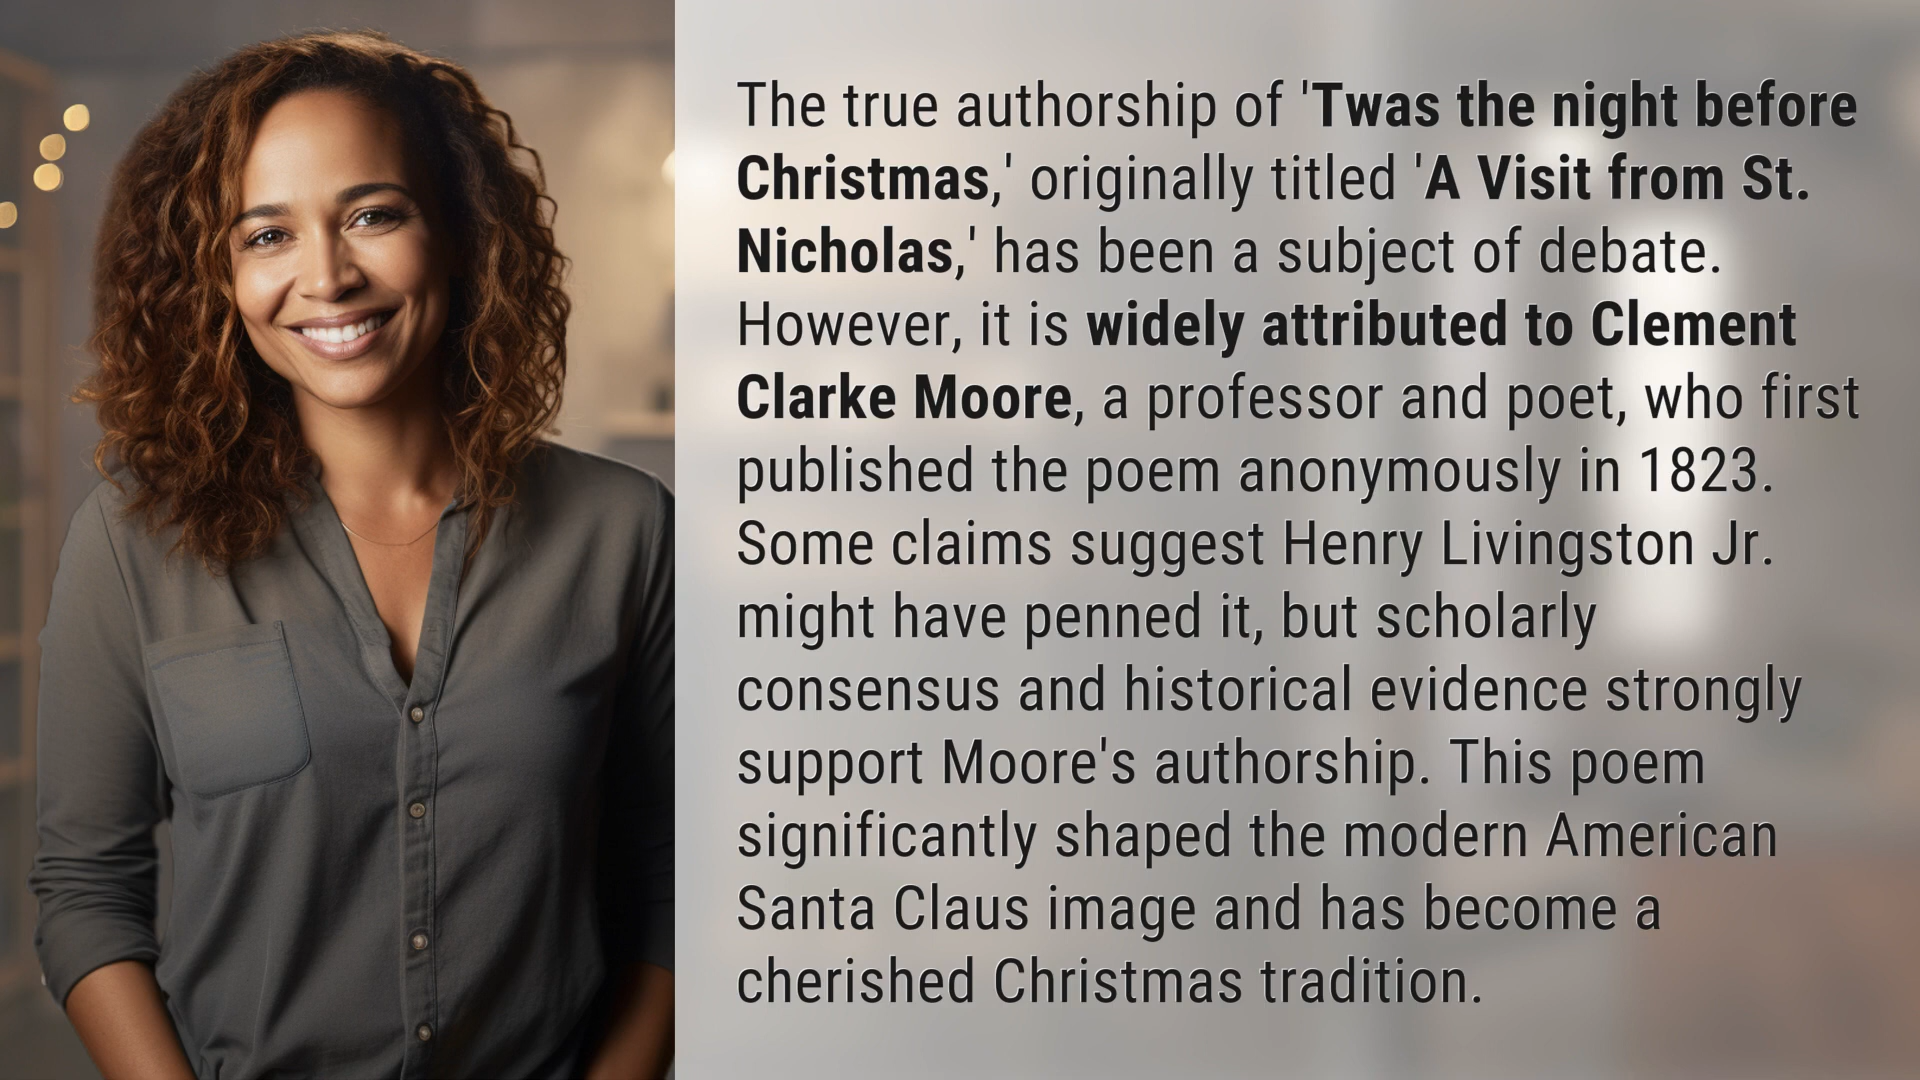 The true authorship of 'Twas the night before
Christmas,' originally titled 'A Visit from St.
Nicholas,' has been a subject of debate.
However, it is widely attributed to Clement
Clarke Moore, a professor and poet, who first
published the poem anonymously in 1823.
Some claims suggest Henry Livingston Jr.
might have penned it, but scholarly
consensus and historical evidence strongly
support Moore's authorship. This poem
significantly shaped the modern American
Santa Claus image and has become a
cherished Christmas tradition.